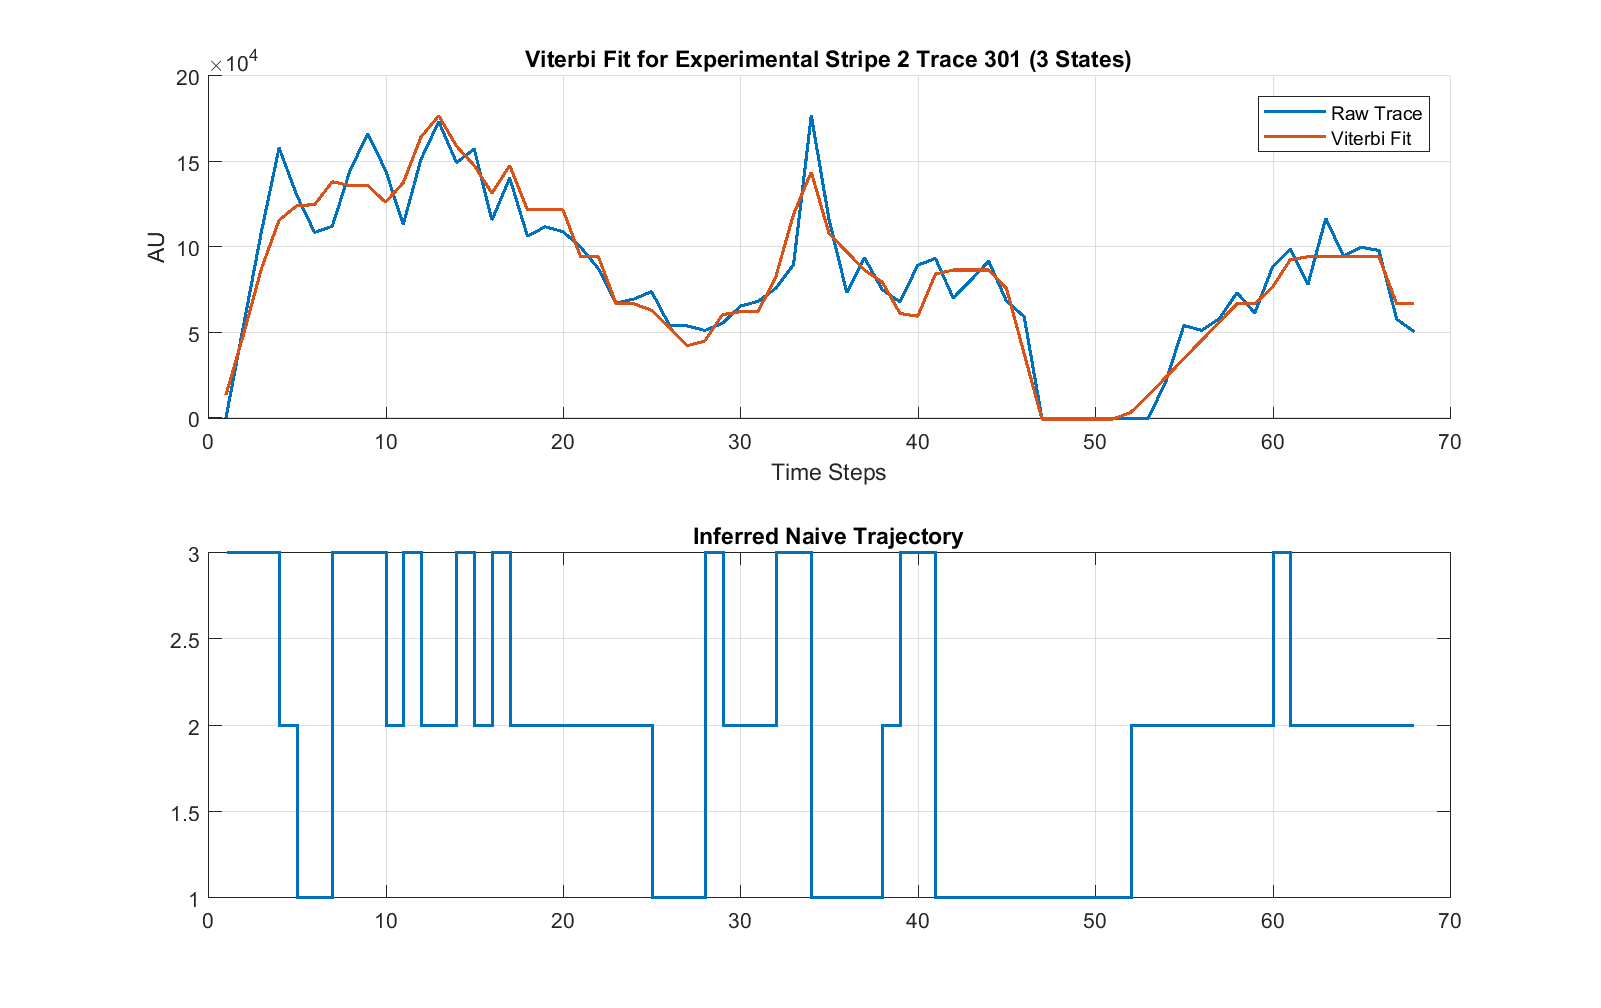 Viterbi Fit for Experimental Stripe 2 Trace 301 (3 States)
×10⁴
20
15
10
5
0
AU
Raw Trace
Viterbi Fit
0 10 20 30 40 50 60 70
Time Steps
Inferred Naive Trajectory
3
2.5
2
1.5
1
0 10 20 30 40 50 60 70